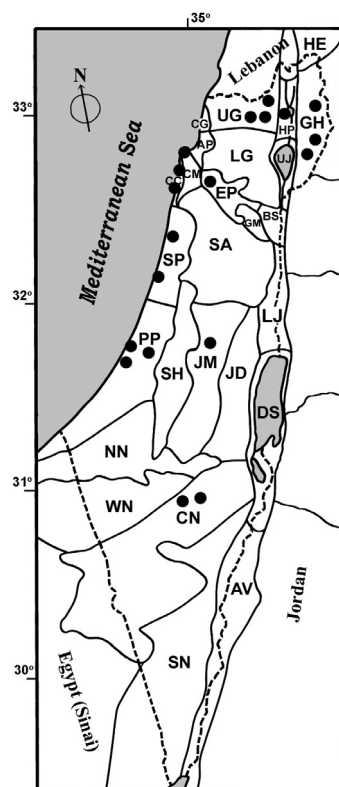 35°
HE
Lebanon
N
33°
UG
CG
HP
GH
AP
LG
UJ
CM
CC
EP
GM
BS
Mediterranean Sea
SP
SA
32°
LJ
PP
SH
JM
JD
DS
NN
31°
WN
CN
AV
Jordan
SN
30°
Egypt (Sinai)